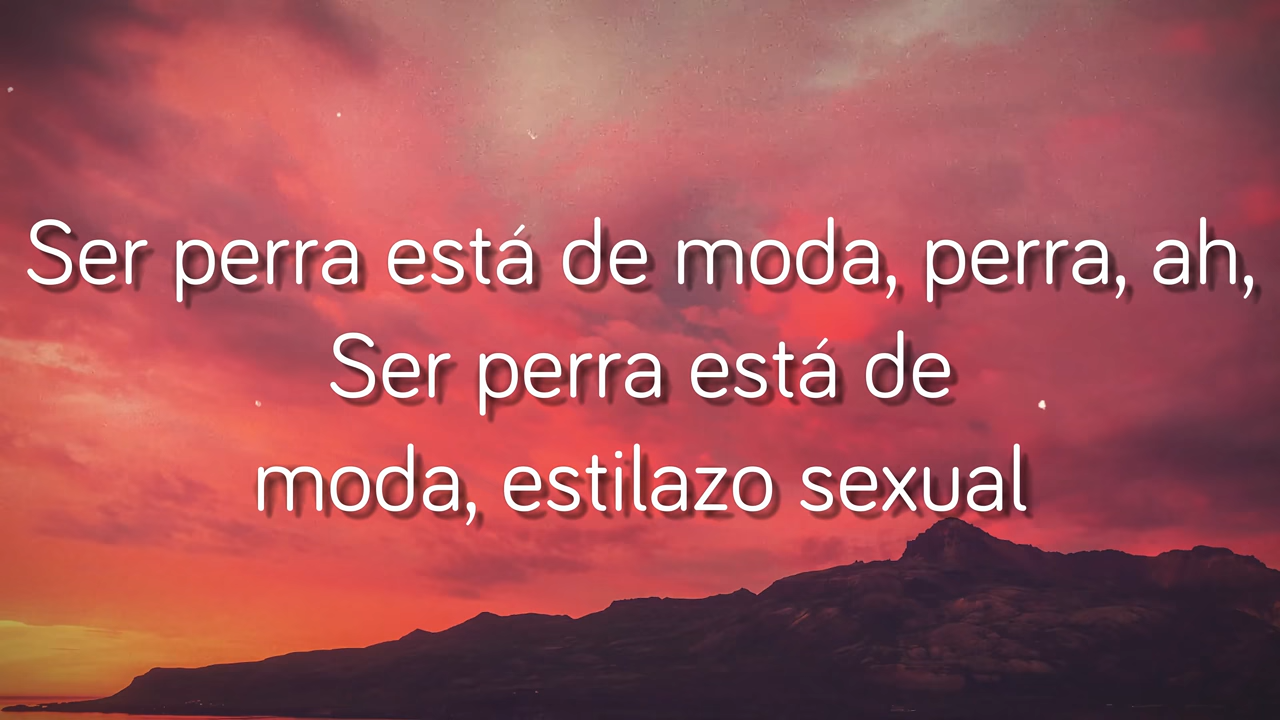 Ser perra está de moda, perra, ah,
Ser perra está de
moda, estilazo sexual